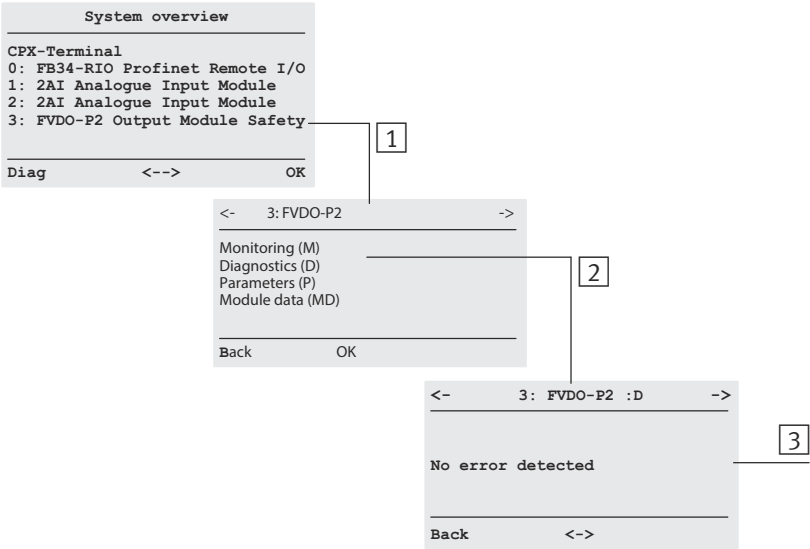 System overview
CPX-Terminal
0: FB34-RIO Profinet Remote I/O
1: 2AI Analogue Input Module
2: 2AI Analogue Input Module
3: FVDO-P2 Output Module Safety
Diag <--> OK
1
<- 3: FVDO-P2 ->
Monitoring (M)
Diagnostics (D)
Parameters (P)
Module data (MD)
Back OK
2
<- 3: FVDO-P2 :D ->
No error detected
Back <->
3